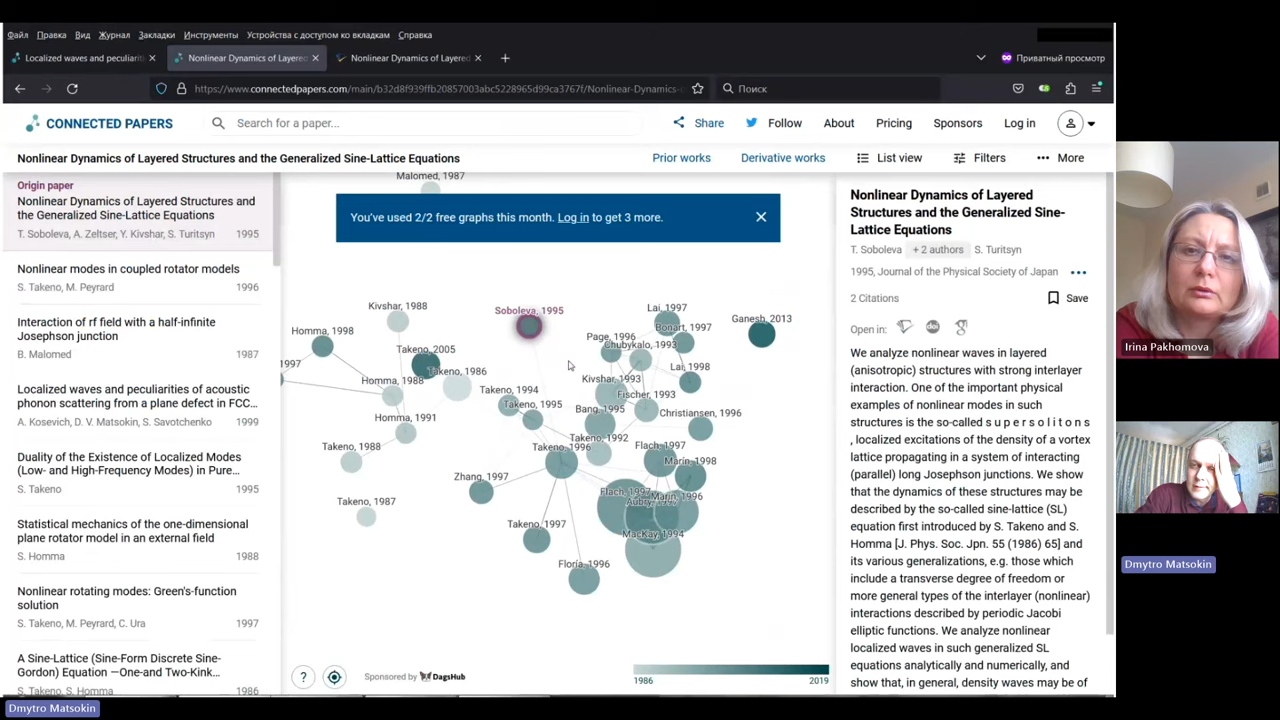 Файл Правка Вид Журнал Закладки Инструменты Устройства с доступом ко вкладкам Справка
Localized waves and peculiariti
Nonlinear Dynamics of Layered
Nonlinear Dynamics of Layered
Приватный просмотр
https://www.connectedpapers.com/main/b32d8f939ffb20857003abc5228965d99ca3767f/Nonlinear-Dynamics-
Поиск
CONNECTED PAPERS
Search for a paper...
Share
Follow
About
Pricing
Sponsors
Log in
Nonlinear Dynamics of Layered Structures and the Generalized Sine-Lattice Equations
Prior works
Derivative works
List view
Filters
More
Origin paper
Nonlinear Dynamics of Layered Structures and
the Generalized Sine-Lattice Equations
T. Soboleva, A. Zeltser, Y. Kivshar, S. Turitsyn 1995
Nonlinear modes in coupled rotator models
S. Takeno, M. Peyrard 1996
Interaction of rf field with a half-infinite
Josephson junction
B. Malomed 1987
Localized waves and peculiarities of acoustic
phonon scattering from a plane defect in FCC...
A. Kosevich, D. V. Matsokin, S. Savotchenko 1999
Duality of the Existence of Localized Modes
(Low- and High-Frequency Modes) in Pure...
S. Takeno 1995
Statistical mechanics of the one-dimensional
plane rotator model in an external field
S. Homma 1988
Nonlinear rotating modes: Green's-function
solution
S. Takeno, M. Peyrard, C. Ura 1997
A Sine-Lattice (Sine-Form Discrete Sine-
Gordon) Equation —One-and Two-Kink...
S. Takeno, S. Homma 1986
Malomed, 1987
You've used 2/2 free graphs this month. Log in to get 3 more.
Kivshar, 1988
Soboleva, 1995
Lai, 1997
Ganesh, 2013
Homma, 1998
Bonart, 1997
Page, 1996
Chubykalo, 1993
Takeno, 2005
1997
Takeno, 1986
Lai, 1998
Homma, 1988
Kivshar, 1993
Takeno, 1994
Fischer, 1993
Takeno, 1995
Bang, 1995
Christiansen, 1996
Homma, 1991
Takeno, 1992
Takeno, 1988
Takeno, 1996
Flach, 1997
Marín, 1998
Zhang, 1997
Flach, 1997
Marín, 1996
Takeno, 1987
Takeno, 1997
MacKay, 1994
Floría, 1996
Sponsored by DagsHub
1986
2019
Nonlinear Dynamics of Layered
Structures and the Generalized Sine-
Lattice Equations
T. Soboleva + 2 authors S. Turitsyn
1995, Journal of the Physical Society of Japan
2 Citations
Save
Open in:
We analyze nonlinear waves in layered
(anisotropic) structures with strong interlayer
interaction. One of the important physical
examples of nonlinear modes in such
structures is the so-called s u p e r s o l i t o n s
, localized excitations of the density of a vortex
lattice propagating in a system of interacting
(parallel) long Josephson junctions. We show
that the dynamics of these structures may be
described by the so-called sine-lattice (SL)
equation first introduced by S. Takeno and S.
Homma [J. Phys. Soc. Jpn. 55 (1986) 65] and
its various generalizations, e.g. those which
include a transverse degree of freedom or
more general types of the interlayer (nonlinear)
interactions described by periodic Jacobi
elliptic functions. We analyze nonlinear
localized waves in such generalized SL
equations analytically and numerically, and
show that, in general, density waves may be of
Irina Pakhomova
Dmytro Matsokin
Dmytro Matsokin